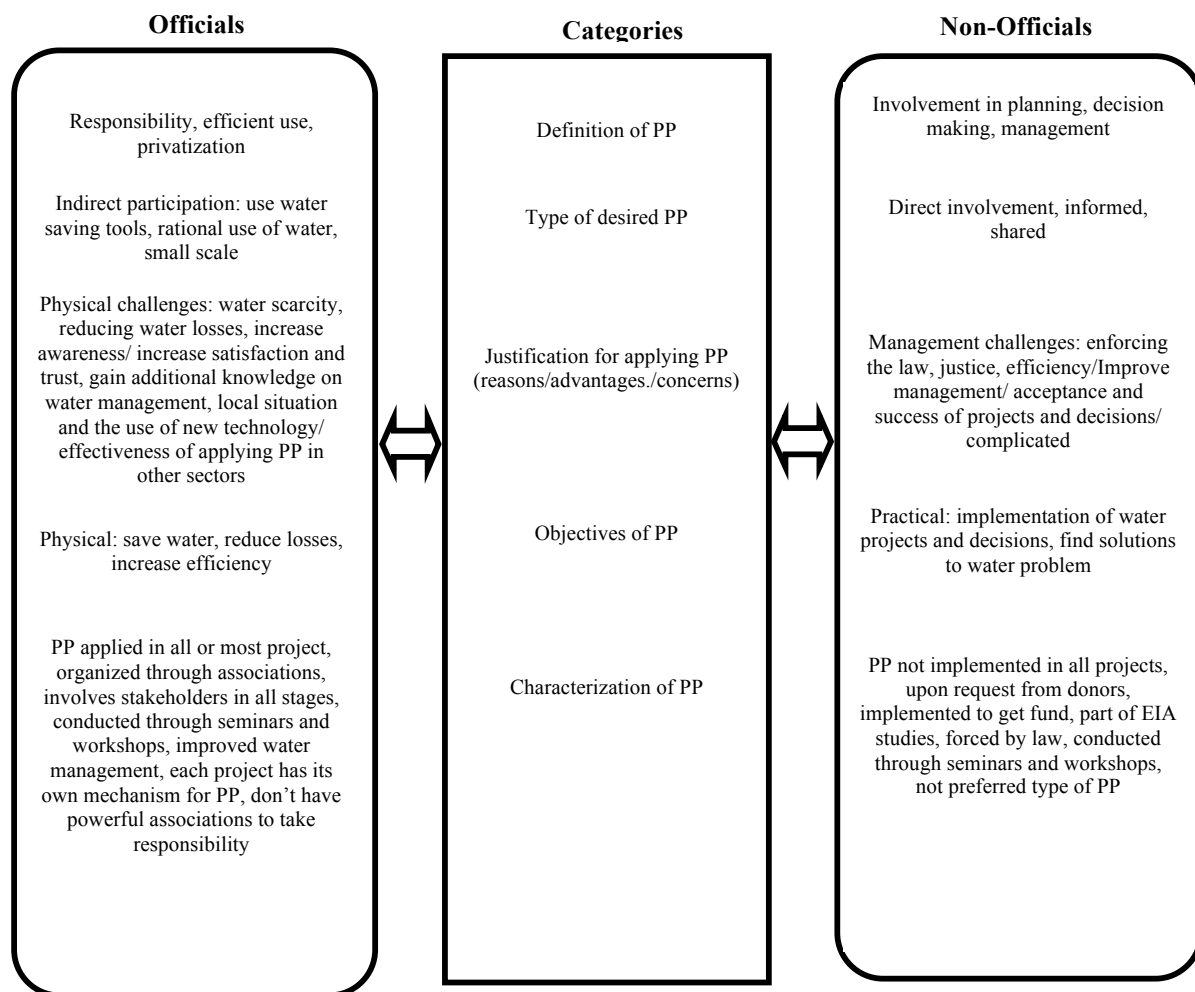 Officials
Responsibility, efficient use,
privatization
Indirect participation: use water
saving tools, rational use of water,
small scale
Physical challenges: water scarcity,
reducing water losses, increase
awareness/ increase satisfaction and
trust, gain additional knowledge on
water management, local situation
and the use of new technology/
effectiveness of applying PP in
other sectors
Physical: save water, reduce losses,
increase efficiency
PP applied in all or most project,
organized through associations,
involves stakeholders in all stages,
conducted through seminars and
workshops, improved water
management, each project has its
own mechanism for PP, don’t have
powerful associations to take
responsibility
Categories
Definition of PP
Type of desired PP
Justification for applying PP
(reasons/advantages./concerns)
Objectives of PP
Characterization of PP
Non-Officials
Involvement in planning, decision
making, management
Direct involvement, informed,
shared
Management challenges: enforcing
the law, justice, efficiency/Improve
management/ acceptance and
success of projects and decisions/
complicated
Practical: implementation of water
projects and decisions, find solutions
to water problem
PP not implemented in all projects,
upon request from donors,
implemented to get fund, part of EIA
studies, forced by law, conducted
through seminars and workshops,
not preferred type of PP